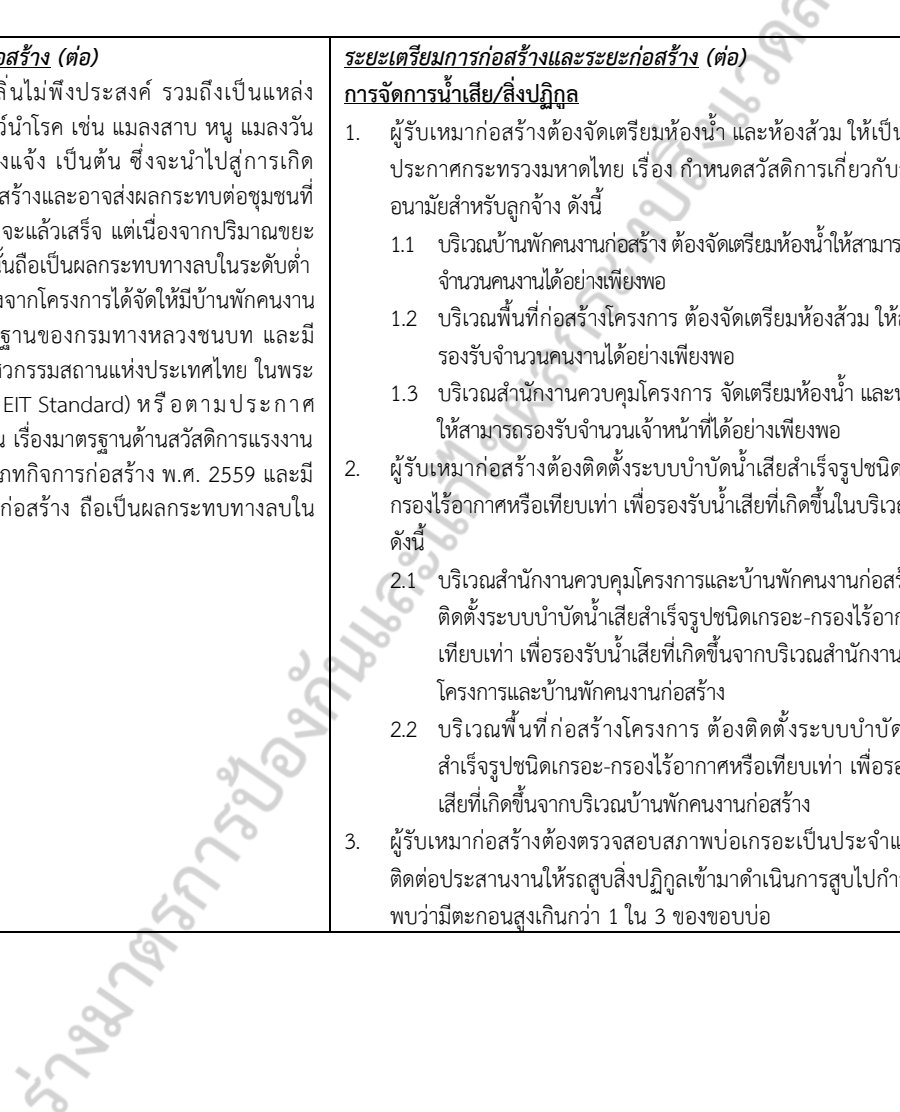 อสร้าง (ต่อ)
ลิ่นไม่พึงประสงค์ รวมถึงเป็นแหล่ง
ว์นำโรค เช่น แมลงสาบ หนู แมลงวัน
งแจ้ง เป็นต้น ซึ่งจะนำไปสู่การเกิด
สร้างและอาจส่งผลกระทบต่อชุมชนที่
จะแล้วเสร็จ แต่เนื่องจากปริมาณขยะ
นั้นถือเป็นผลกระทบทางลบในระดับต่ำ
งจากโครงการได้จัดให้มีบ้านพักคนงาน
ฐานของกรมทางหลวงชนบท และมี
ศวกรรมสถานแห่งประเทศไทย ในพระ
EIT Standard) หรือตามประกาศ
น เรื่องมาตรฐานด้านสวัสดิการแรงงาน
ภทกิจการก่อสร้าง พ.ศ. 2559 และมี
ก่อสร้าง ถือเป็นผลกระทบทางลบใน
ระยะเตรียมการก่อสร้างและระยะก่อสร้าง (ต่อ)
การจัดการน้ำเสีย/สิ่งปฏิกูล
1. ผู้รับเหมาก่อสร้างต้องจัดเตรียมห้องน้ำ และห้องส้วม ให้เป็น
ประกาศกระทรวงมหาดไทย เรื่อง กำหนดสวัสดิการเกี่ยวกับ
อนามัยสำหรับลูกจ้าง ดังนี้
1.1 บริเวณบ้านพักคนงานก่อสร้าง ต้องจัดเตรียมห้องน้ำให้สามาร
จำนวนคนงานได้อย่างเพียงพอ
1.2 บริเวณพื้นที่ก่อสร้างโครงการ ต้องจัดเตรียมห้องส้วม ให้ส
รองรับจำนวนคนงานได้อย่างเพียงพอ
1.3 บริเวณสำนักงานควบคุมโครงการ จัดเตรียมห้องน้ำ และห
ให้สามารถรองรับจำนวนเจ้าหน้าที่ได้อย่างเพียงพอ
2. ผู้รับเหมาก่อสร้างต้องติดตั้งระบบบำบัดน้ำเสียสำเร็จรูปชนิด
กรองไร้อากาศหรือเทียบเท่า เพื่อรองรับน้ำเสียที่เกิดขึ้นในบริเวณ
ดังนี้
2.1 บริเวณสำนักงานควบคุมโครงการและบ้านพักคนงานก่อสร้
ติดตั้งระบบบำบัดน้ำเสียสำเร็จรูปชนิดเกรอะ-กรองไร้อาก
เทียบเท่า เพื่อรองรับน้ำเสียที่เกิดขึ้นจากบริเวณสำนักงาน
โครงการและบ้านพักคนงานก่อสร้าง
2.2 บริเวณพื้นที่ก่อสร้างโครงการ ต้องติดตั้งระบบบำบัด
สำเร็จรูปชนิดเกรอะ-กรองไร้อากาศหรือเทียบเท่า เพื่อรอ
เสียที่เกิดขึ้นจากบริเวณบ้านพักคนงานก่อสร้าง
3. ผู้รับเหมาก่อสร้างต้องตรวจสอบสภาพบ่อเกรอะเป็นประจำแ
ติดต่อประสานงานให้รถสูบสิ่งปฏิกูลเข้ามาดำเนินการสูบไปกำ
พบว่ามีตะกอนสูงเกินกว่า 1 ใน 3 ของขอบบ่อ
ร่างมาตรการป้องกันและแก้ไขผลกระทบสิ่งแวดล